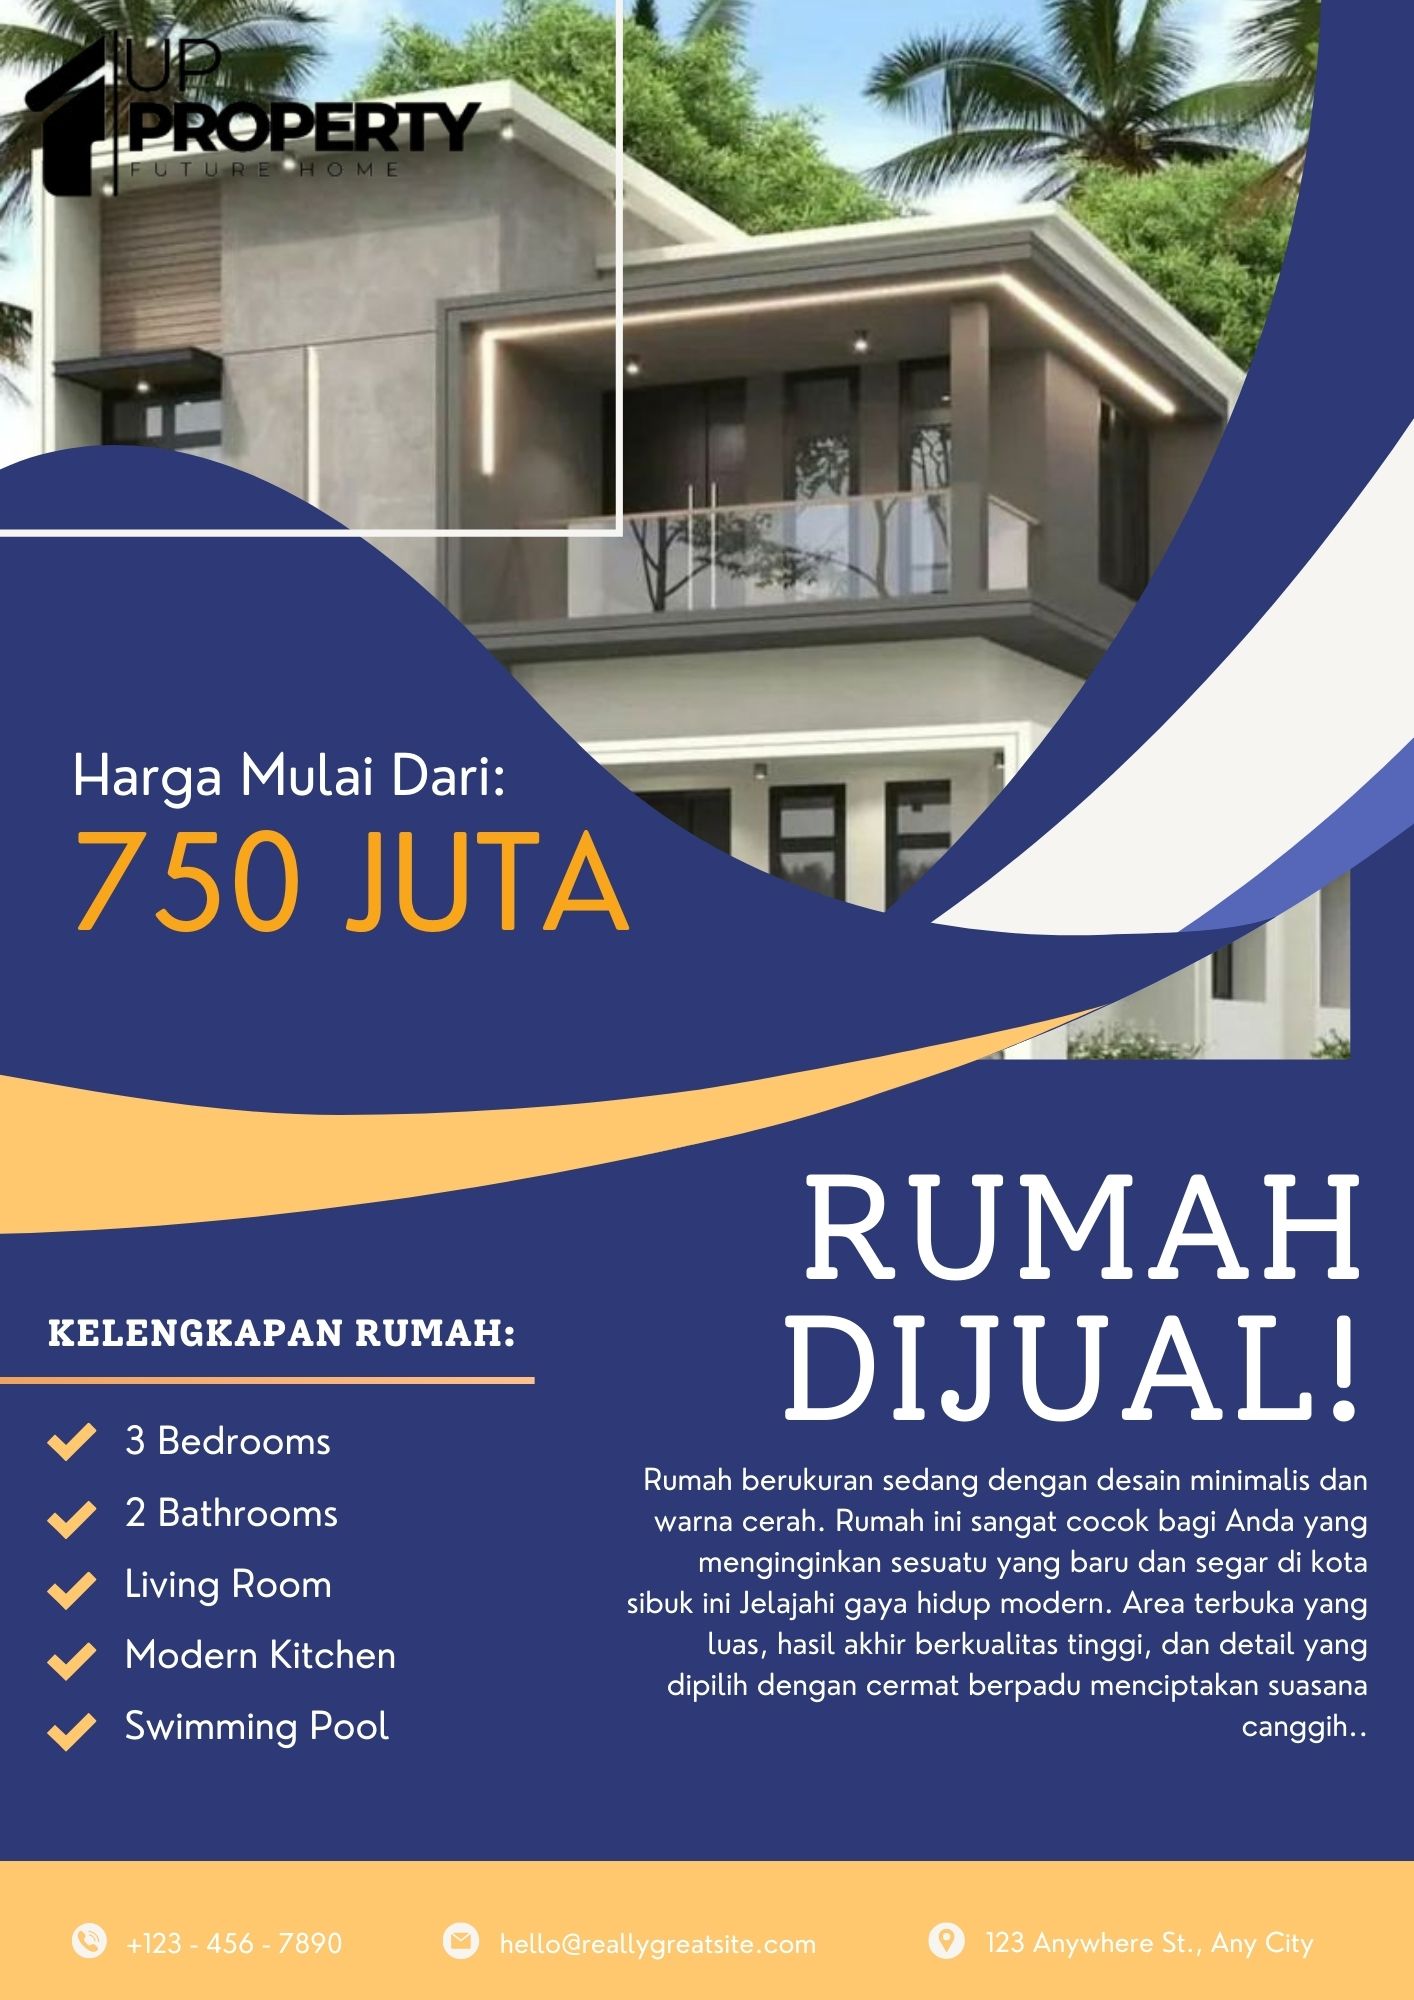 UP
PROPERTY
FUTURE HOME
Harga Mulai Dari:
750 JUTA
RUMAH
DIJUAL!
KELENGKAPAN RUMAH:
3 Bedrooms
2 Bathrooms
Living Room
Modern Kitchen
Swimming Pool
Rumah berukuran sedang dengan desain minimalis dan
warna cerah. Rumah ini sangat cocok bagi Anda yang
menginginkan sesuatu yang baru dan segar di kota
sibuk ini Jelajahi gaya hidup modern. Area terbuka yang
luas, hasil akhir berkualitas tinggi, dan detail yang
dipilih dengan cermat berpadu menciptakan suasana
canggih..
+123 - 456 - 7890
hello@reallygreatsite.com
123 Anywhere St., Any City